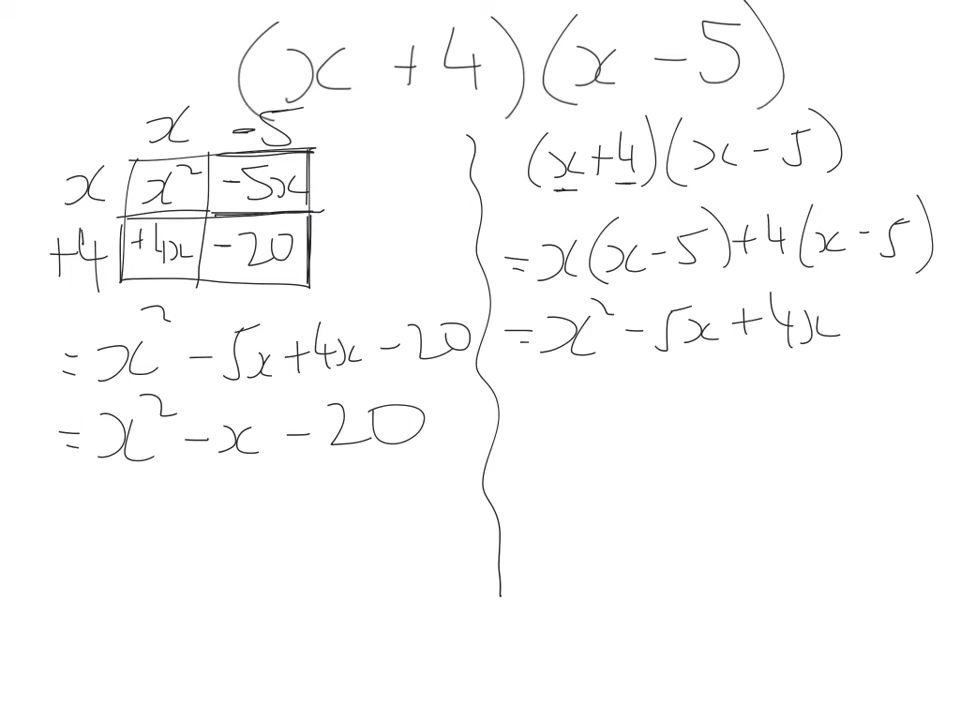 (x + 4)(x - 5)
x -5
x x² -5x
+4 +4x -20
= x² - 5x + 4x - 20
= x² - x - 20
(x + 4)(x - 5)
= x(x - 5) + 4(x - 5)
= x² - 5x + 4x